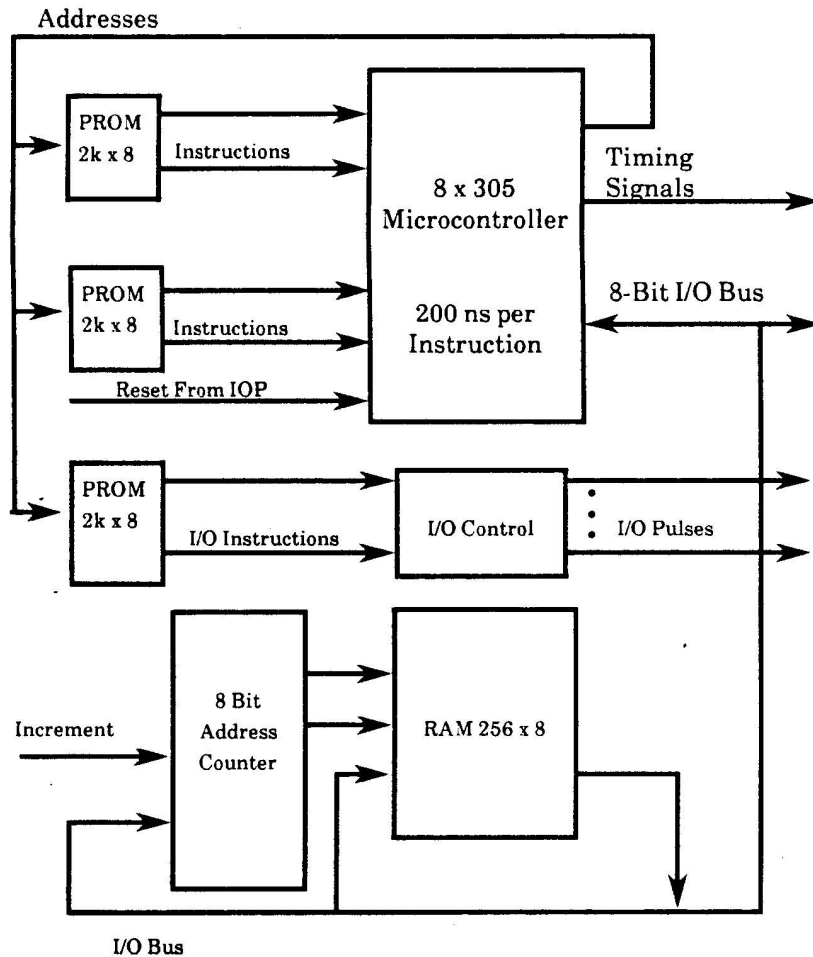 Addresses
PROM
2k x 8
Instructions
8 x 305
Microcontroller
200 ns per
Instruction
Timing
Signals
8-Bit I/O Bus
PROM
2k x 8
Instructions
Reset From IOP
PROM
2k x 8
I/O Instructions
I/O Control
I/O Pulses
Increment
8 Bit
Address
Counter
RAM 256 x 8
I/O Bus